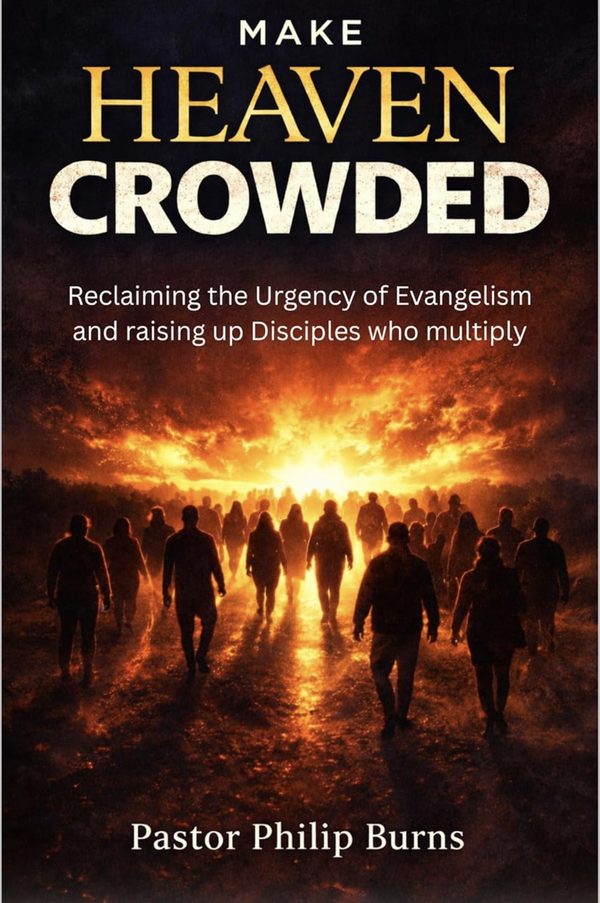 MAKE
HEAVEN
CROWDED
Reclaiming the Urgency of Evangelism
and raising up Disciples who multiply
Pastor Philip Burns